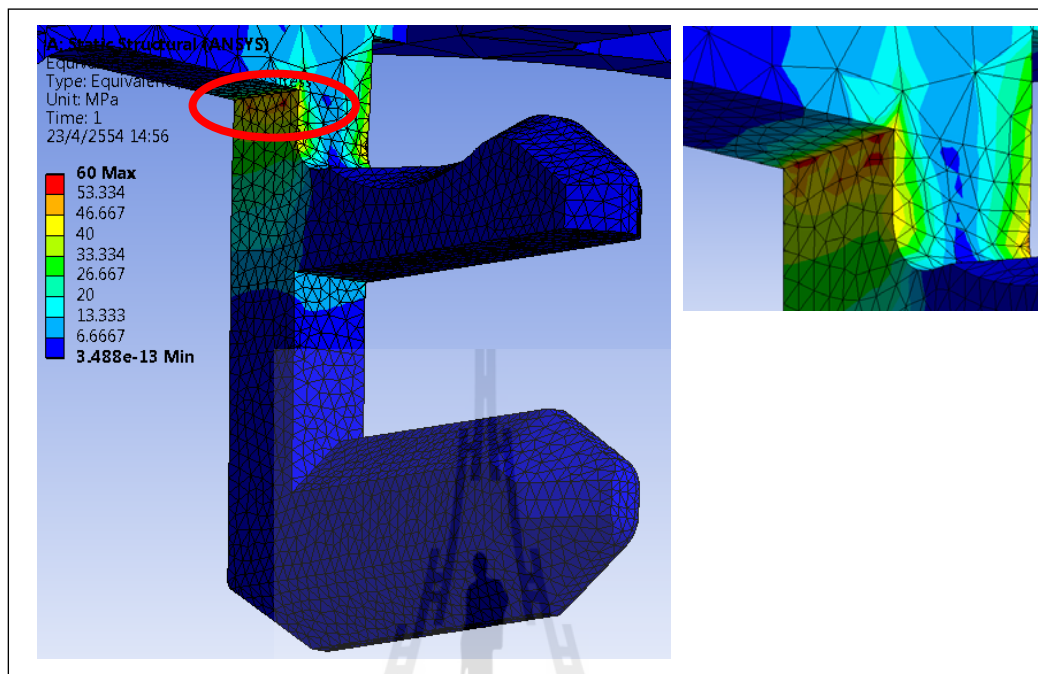 A: Static Structural (ANSYS)
Type: Equivalent
Unit: MPa
Time: 1
23/4/2554 14:56
60 Max
53.334
46.667
40
33.334
26.667
20
13.333
6.6667
3.488e-13 Min